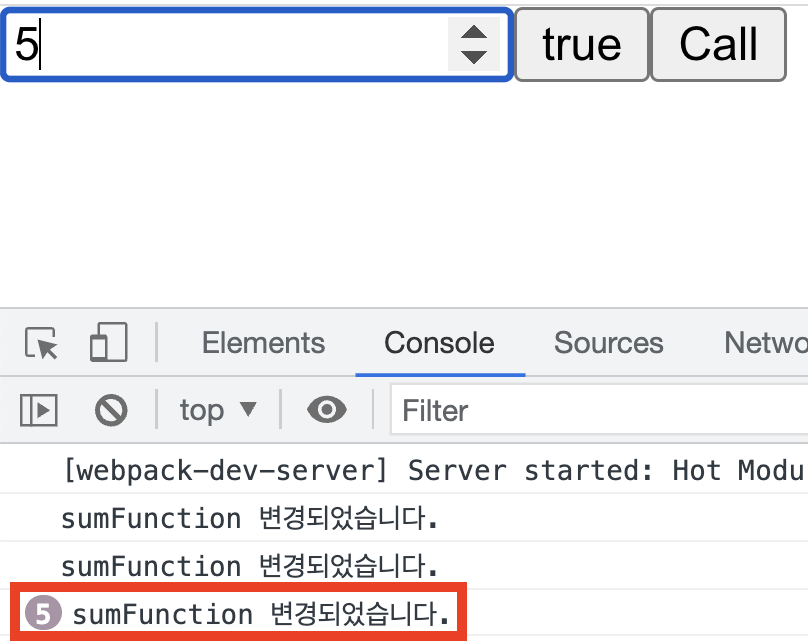 5 true Call
Elements Console Sources Netwo
top Filter
[webpack-dev-server] Server started: Hot Modu
sumFunction 변경되었습니다.
sumFunction 변경되었습니다.
5 sumFunction 변경되었습니다.